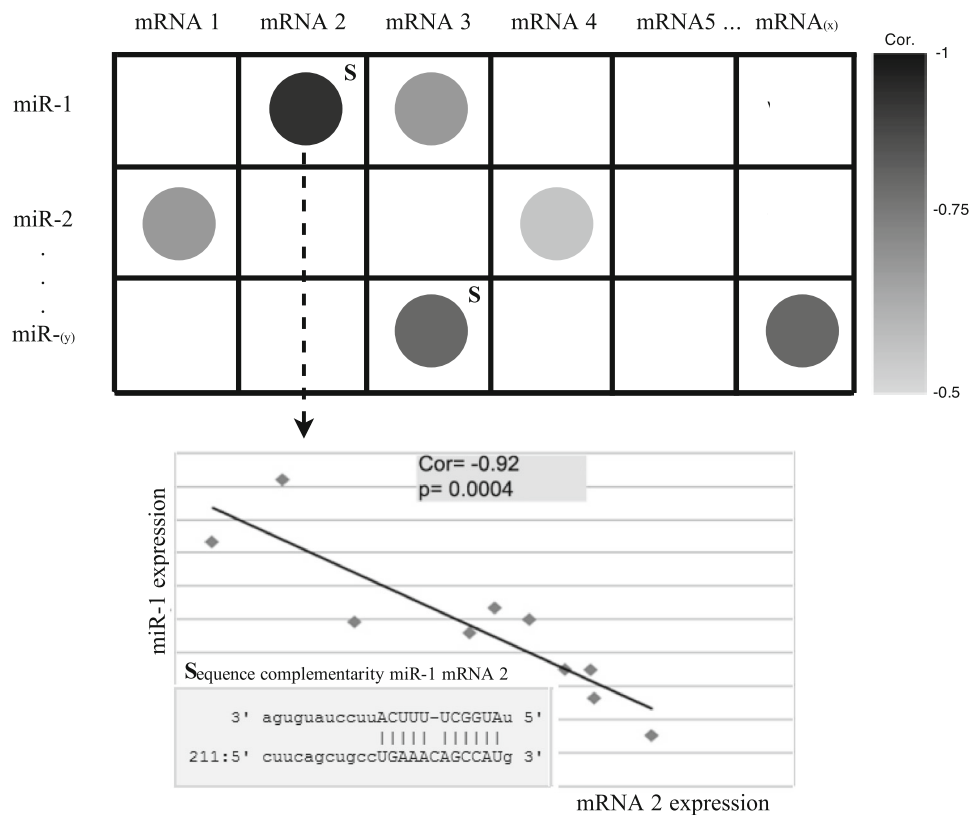 mRNA 1 mRNA 2 mRNA 3 mRNA 4 mRNA5 ... mRNA(x)
Cor.
-1
S
miR-1
-0.75
miR-2
.
.
.
S
miR-(y)
-0.5
Cor= -0.92
p= 0.0004
miR-1 expression
Sequence complementarity miR-1 mRNA 2
3' aguguauccuuACUUU-UCGGUAu 5'
||||| ||||||
211:5' cuucagcugccUGAAACAGCCAUg 3'
mRNA 2 expression